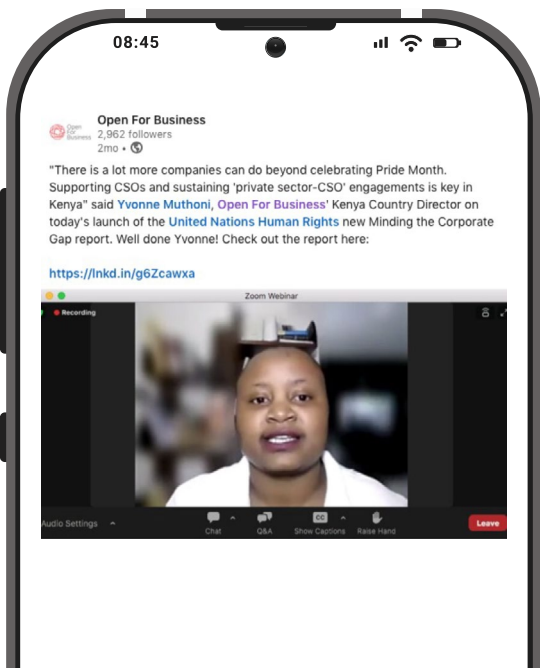 08:45
Open For Business
Open
For
Business
2,962 followers
2mo •
"There is a lot more companies can do beyond celebrating Pride Month.
Supporting CSOs and sustaining 'private sector-CSO' engagements is key in
Kenya" said Yvonne Muthoni, Open For Business' Kenya Country Director on
today's launch of the United Nations Human Rights new Minding the Corporate
Gap report. Well done Yvonne! Check out the report here:
https://lnkd.in/g6Zcawxa
Zoom Webinar
Recording
Audio Settings
Chat
Q&A
CC
Show Captions
Raise Hand
Leave